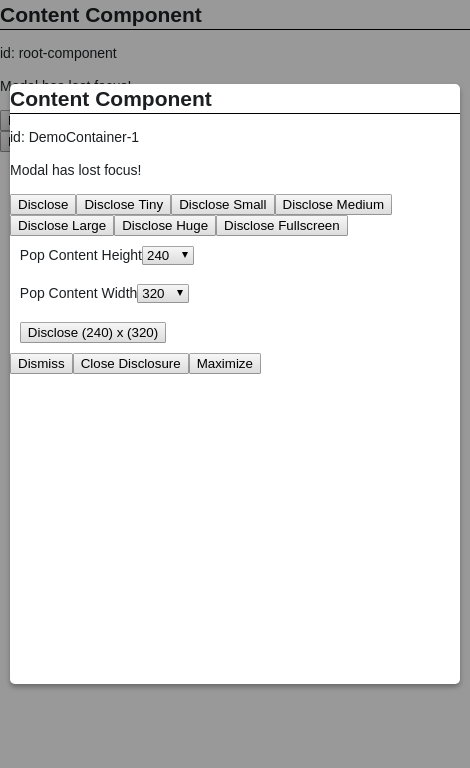 Content Component
id: root-component
Modal has lost focus!
Content Component
id: DemoContainer-1
Modal has lost focus!
Disclose Disclose Tiny Disclose Small Disclose Medium
Disclose Large Disclose Huge Disclose Fullscreen
Pop Content Height 240
Pop Content Width 320
Disclose (240) x (320)
Dismiss Close Disclosure Maximize